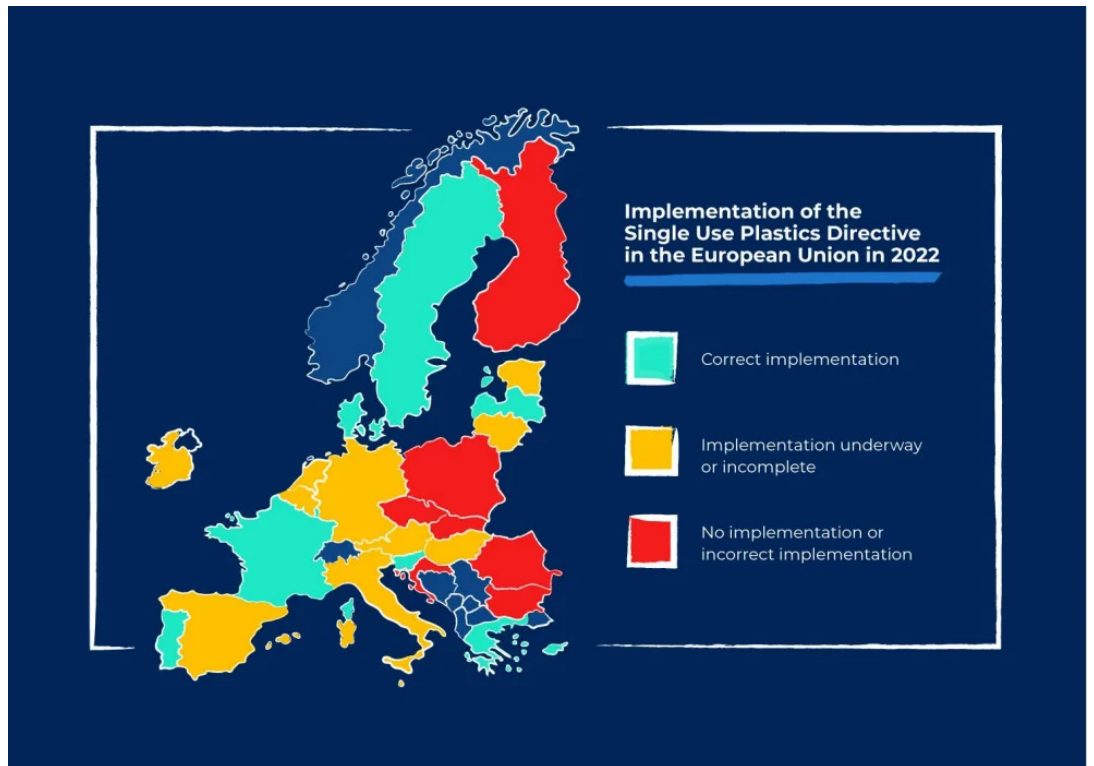 Implementation of the
Single Use Plastics Directive
in the European Union in 2022
Correct implementation
Implementation underway
or incomplete
No implementation or
incorrect implementation